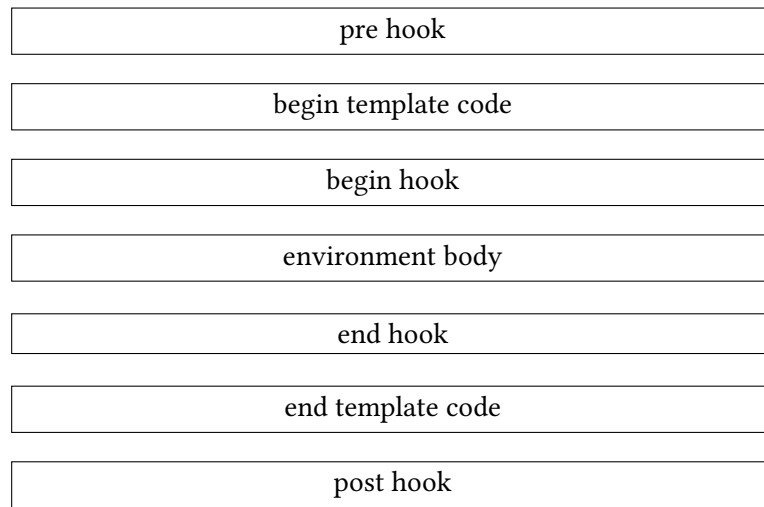 pre hook
begin template code
begin hook
environment body
end hook
end template code
post hook